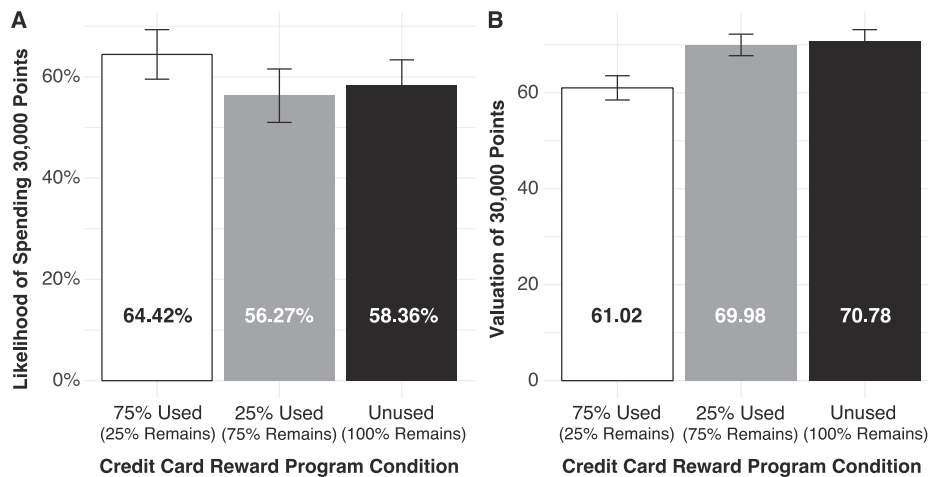 A
Likelihood of Spending 30,000 Points
60%
40%
20%
0%
64.42%
56.27%
58.36%
75% Used
(25% Remains)
25% Used
(75% Remains)
Unused
(100% Remains)
Credit Card Reward Program Condition
B
Valuation of 30,000 Points
60
40
20
0
61.02
69.98
70.78
75% Used
(25% Remains)
25% Used
(75% Remains)
Unused
(100% Remains)
Credit Card Reward Program Condition